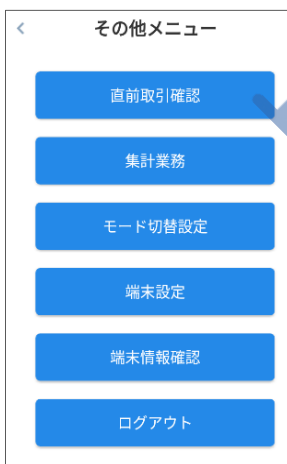 その他メニュー
直前取引確認
集計業務
モード切替設定
端末設定
端末情報確認
ログアウト